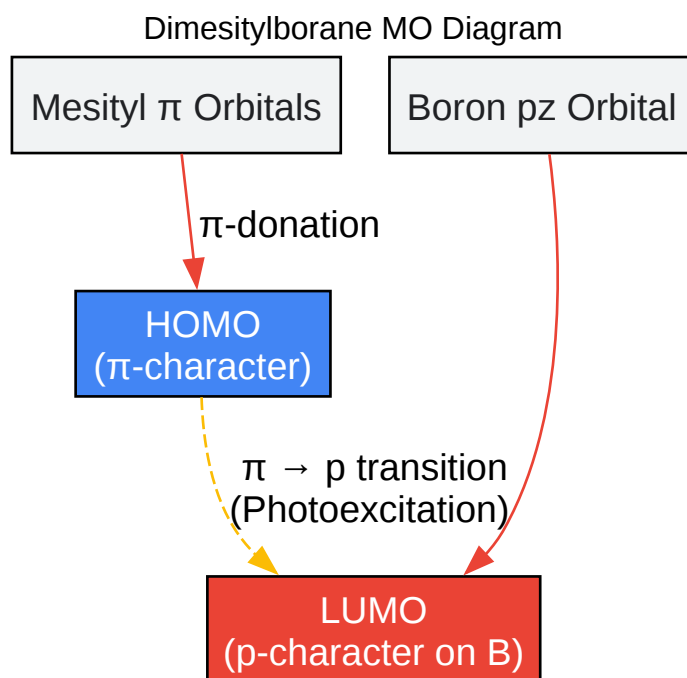 Dimesitylborane MO Diagram
Mesityl π Orbitals
Boron pz Orbital
π-donation
HOMO
(π-character)
π → p transition
(Photoexcitation)
LUMO
(p-character on B)